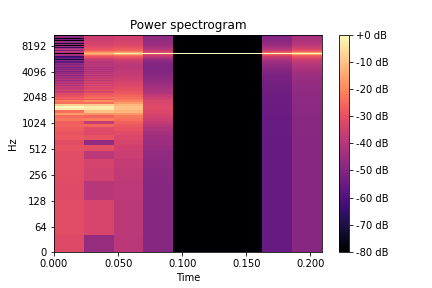 Power spectrogram
8192
4096
2048
1024
512
256
128
64
0
Hz
0.000 0.050 0.100 0.150 0.200
Time
+0 dB
-10 dB
-20 dB
-30 dB
-40 dB
-50 dB
-60 dB
-70 dB
-80 dB